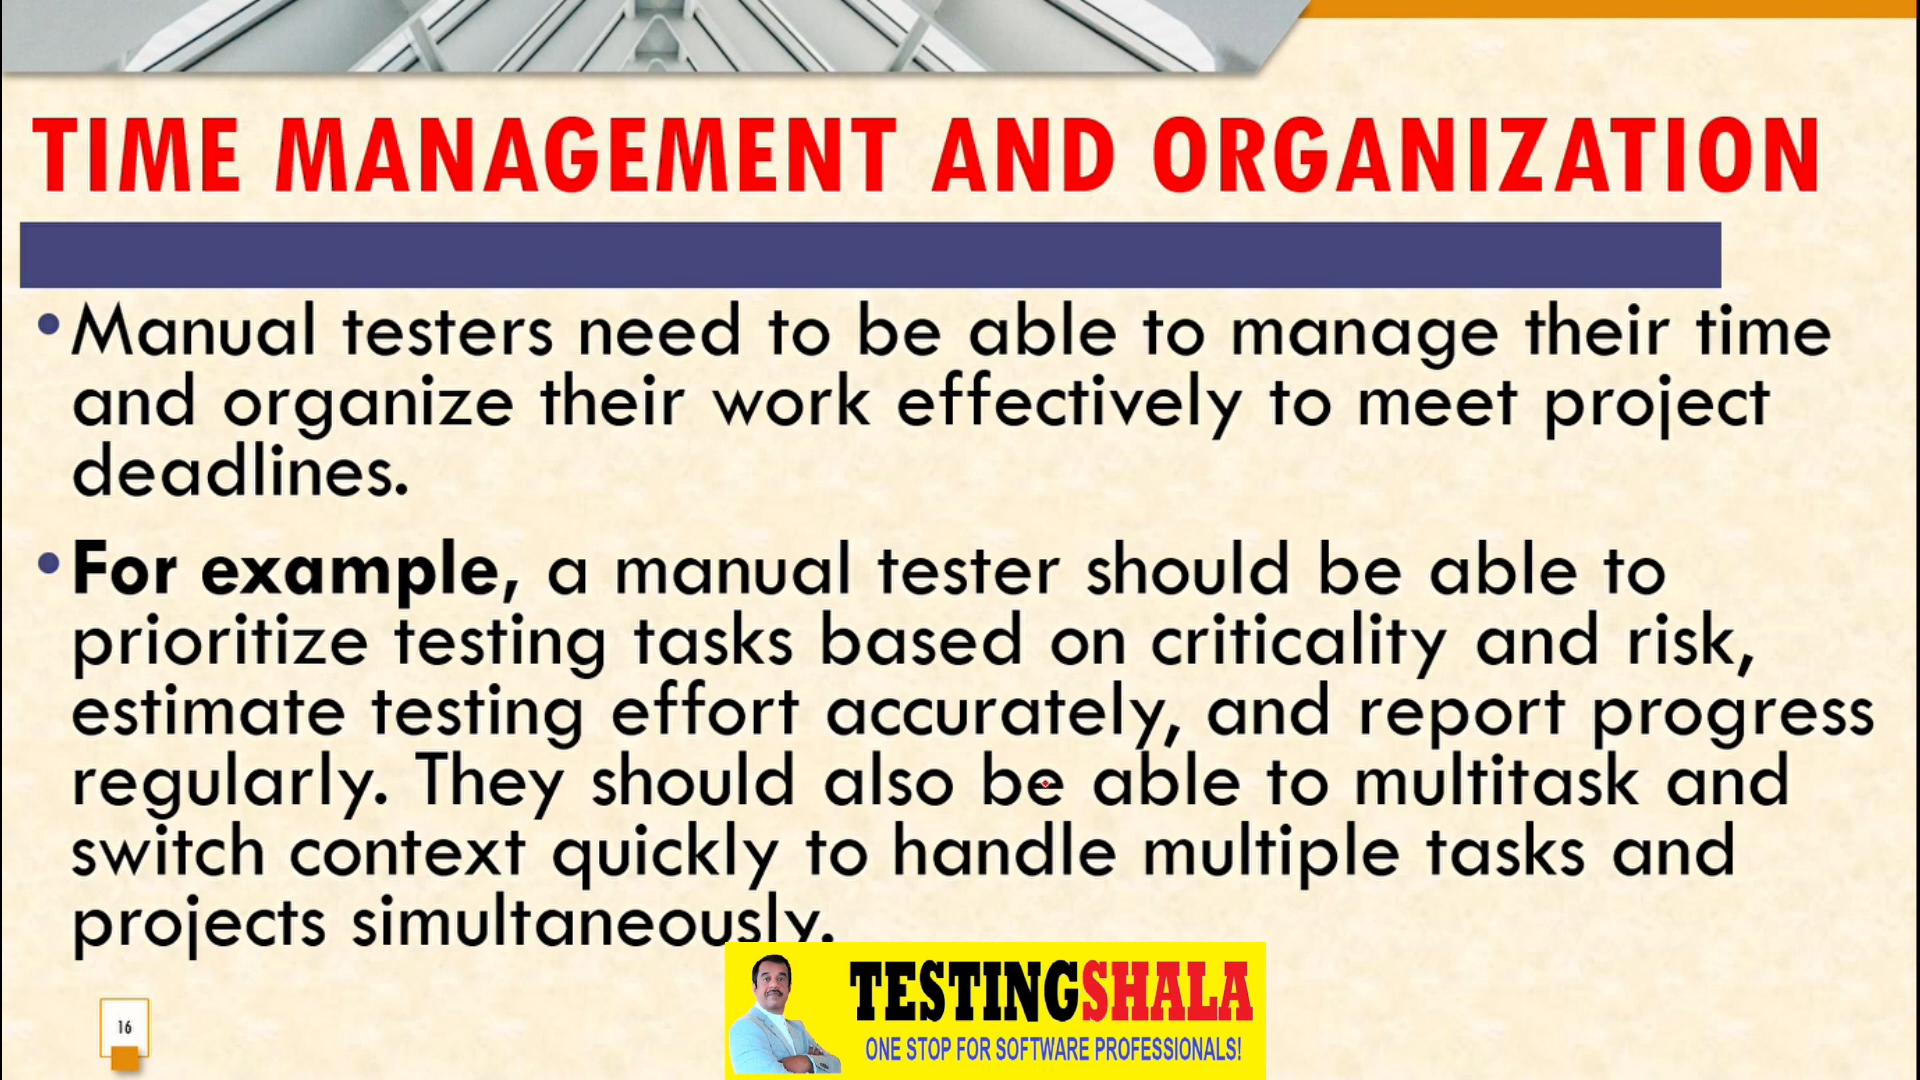 TIME MANAGEMENT AND ORGANIZATION
•Manual testers need to be able to manage their time
and organize their work effectively to meet project
deadlines.
•For example, a manual tester should be able to
prioritize testing tasks based on criticality and risk,
estimate testing effort accurately, and report progress
regularly. They should also be able to multitask and
switch context quickly to handle multiple tasks and
projects simultaneously.
16
TESTINGSHALA
ONE STOP FOR SOFTWARE PROFESSIONALS!